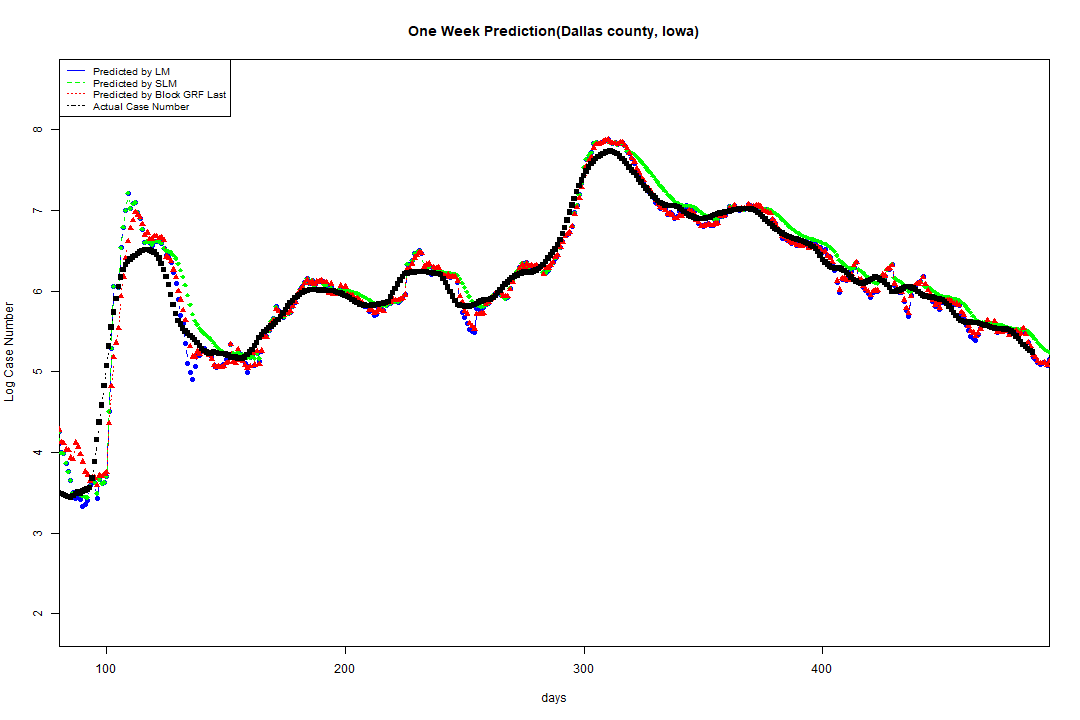 One Week Prediction(Dallas county, Iowa)
Predicted by LM
Predicted by SLM
Predicted by Block GRF Last
Actual Case Number
8
7
6
5
4
3
2
Log Case Number
100 200 300 400
days